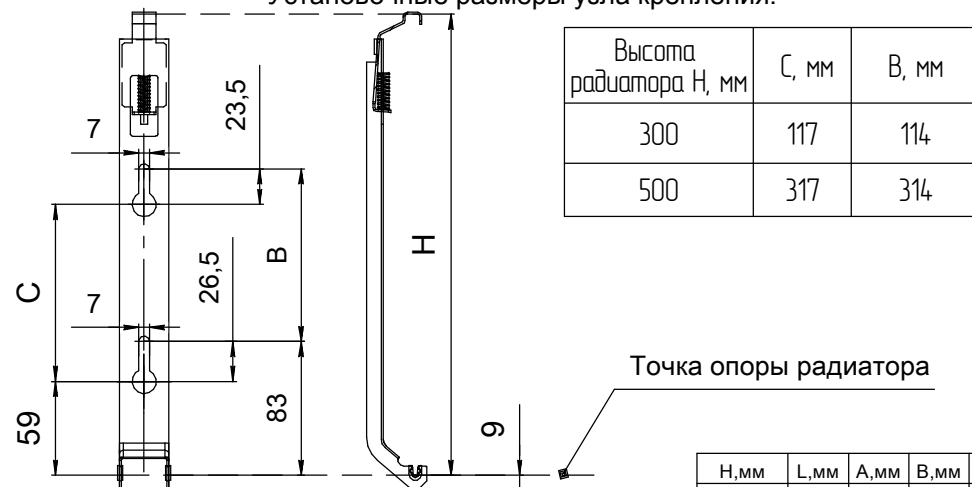 Установочные размеры узла крепления:
Высота радиатора H, мм C, мм B, мм
300 117 114
500 317 314
23,5
7
H
C
B
26,5
7
Точка опоры радиатора
59
83
9
H,мм L,мм A,мм B,мм